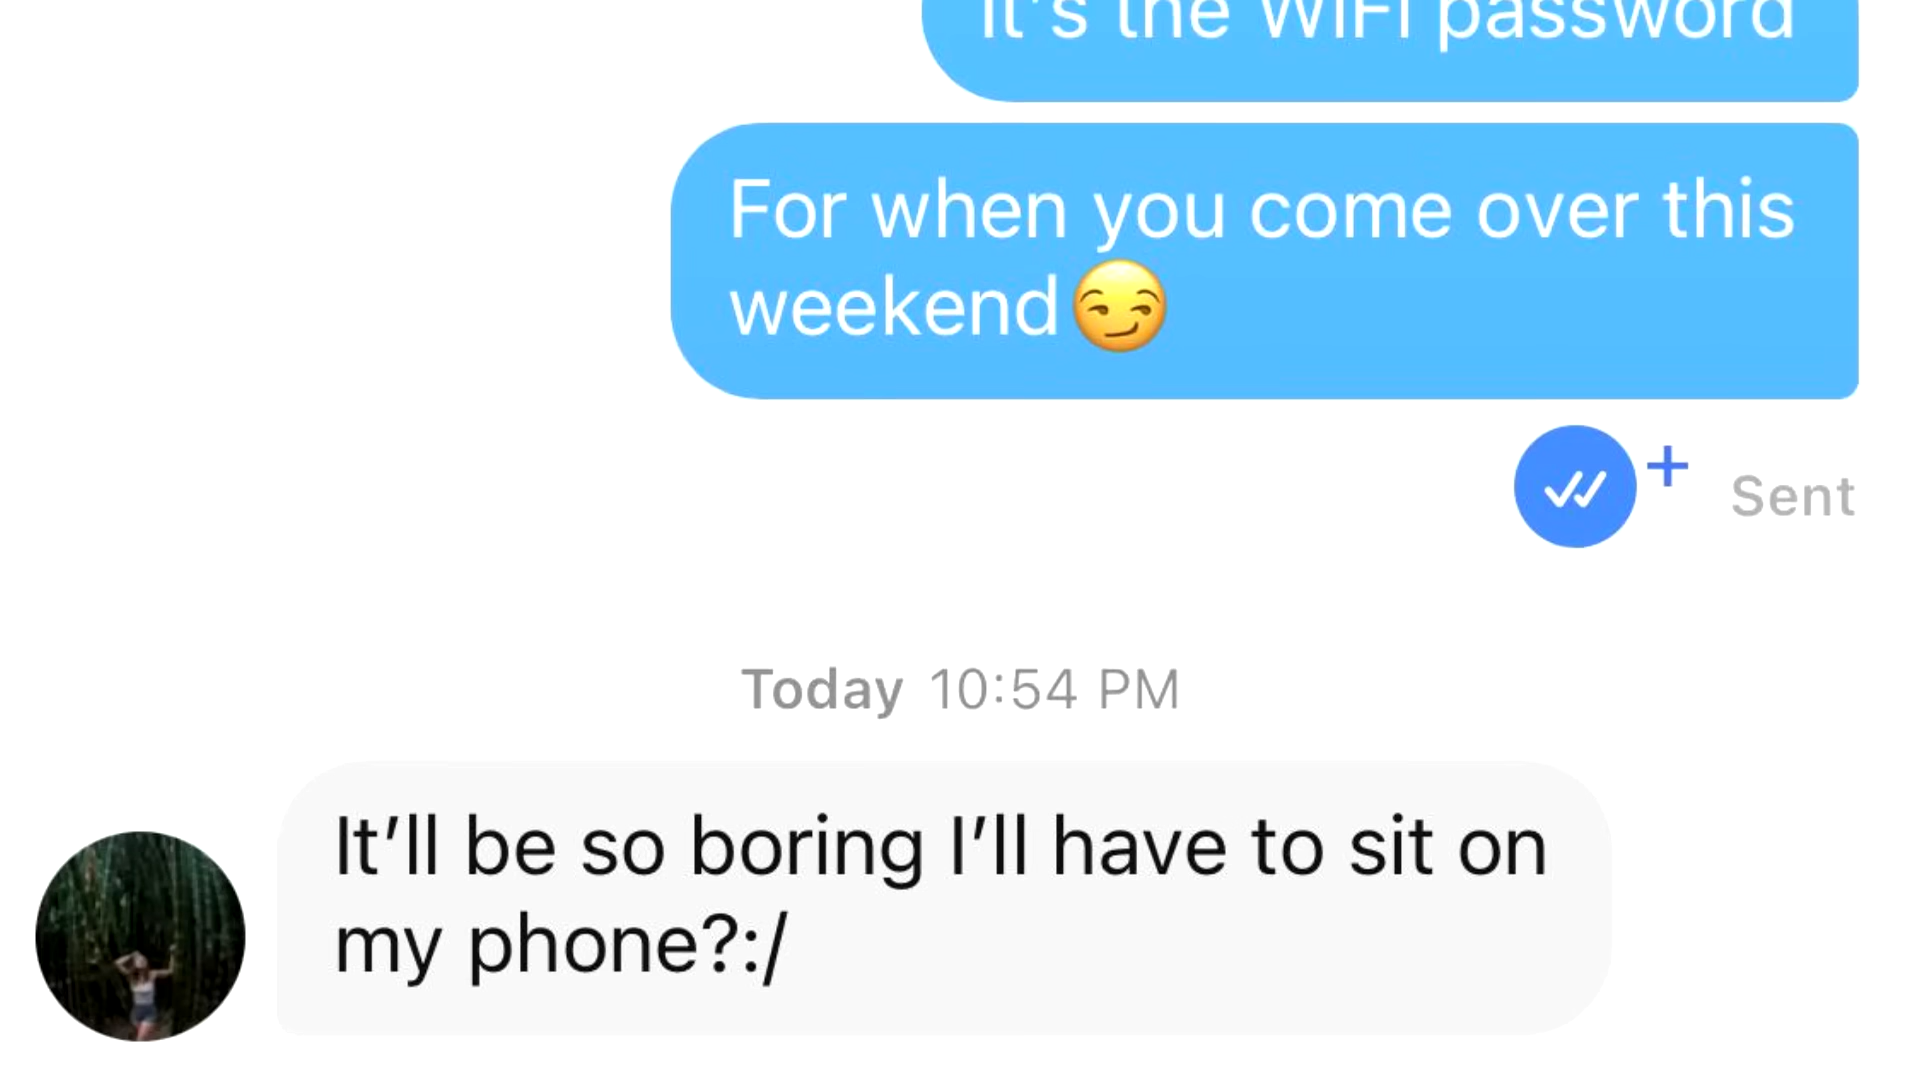 It's the WiFi password
For when you come over this
weekend😏
Sent
Today 10:54 PM
It'll be so boring I'll have to sit on
my phone?:/